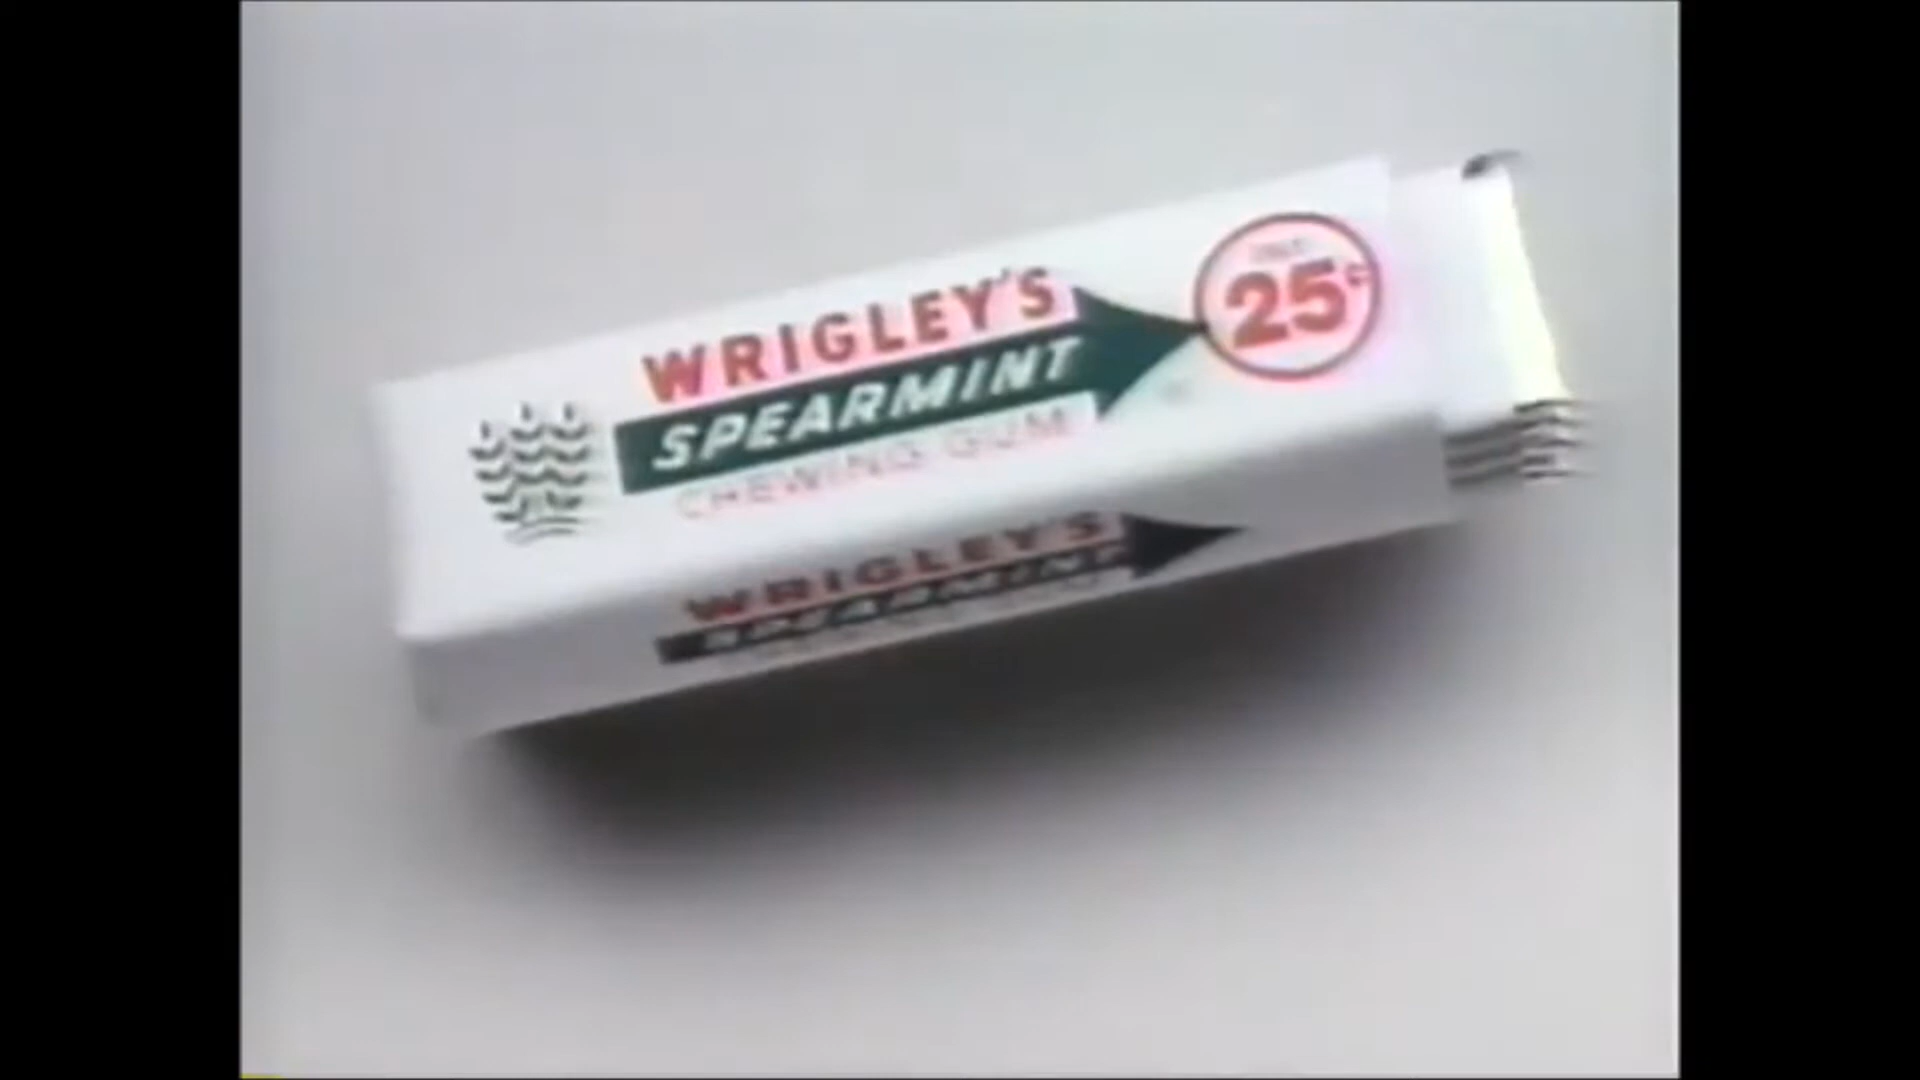 WRIGLEY'S
SPEARMINT
CHEWING GUM
25¢
WRIGLEY'S
SPEARMINT